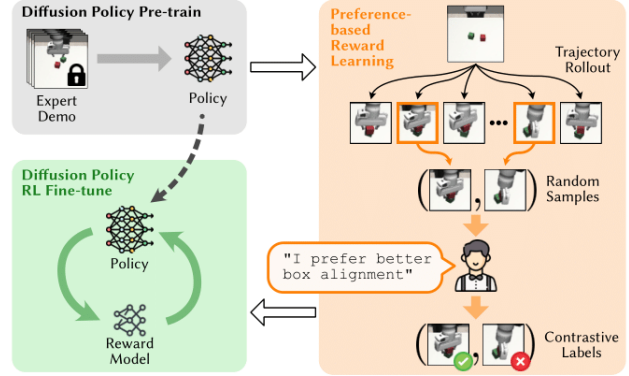 Diffusion Policy Pre-train
Expert
Demo
Policy
Preference-
based
Reward
Learning
Trajectory
Rollout
Random
Samples
"I prefer better
box alignment"
Contrastive
Labels
Diffusion Policy
RL Fine-tune
Policy
Reward
Model